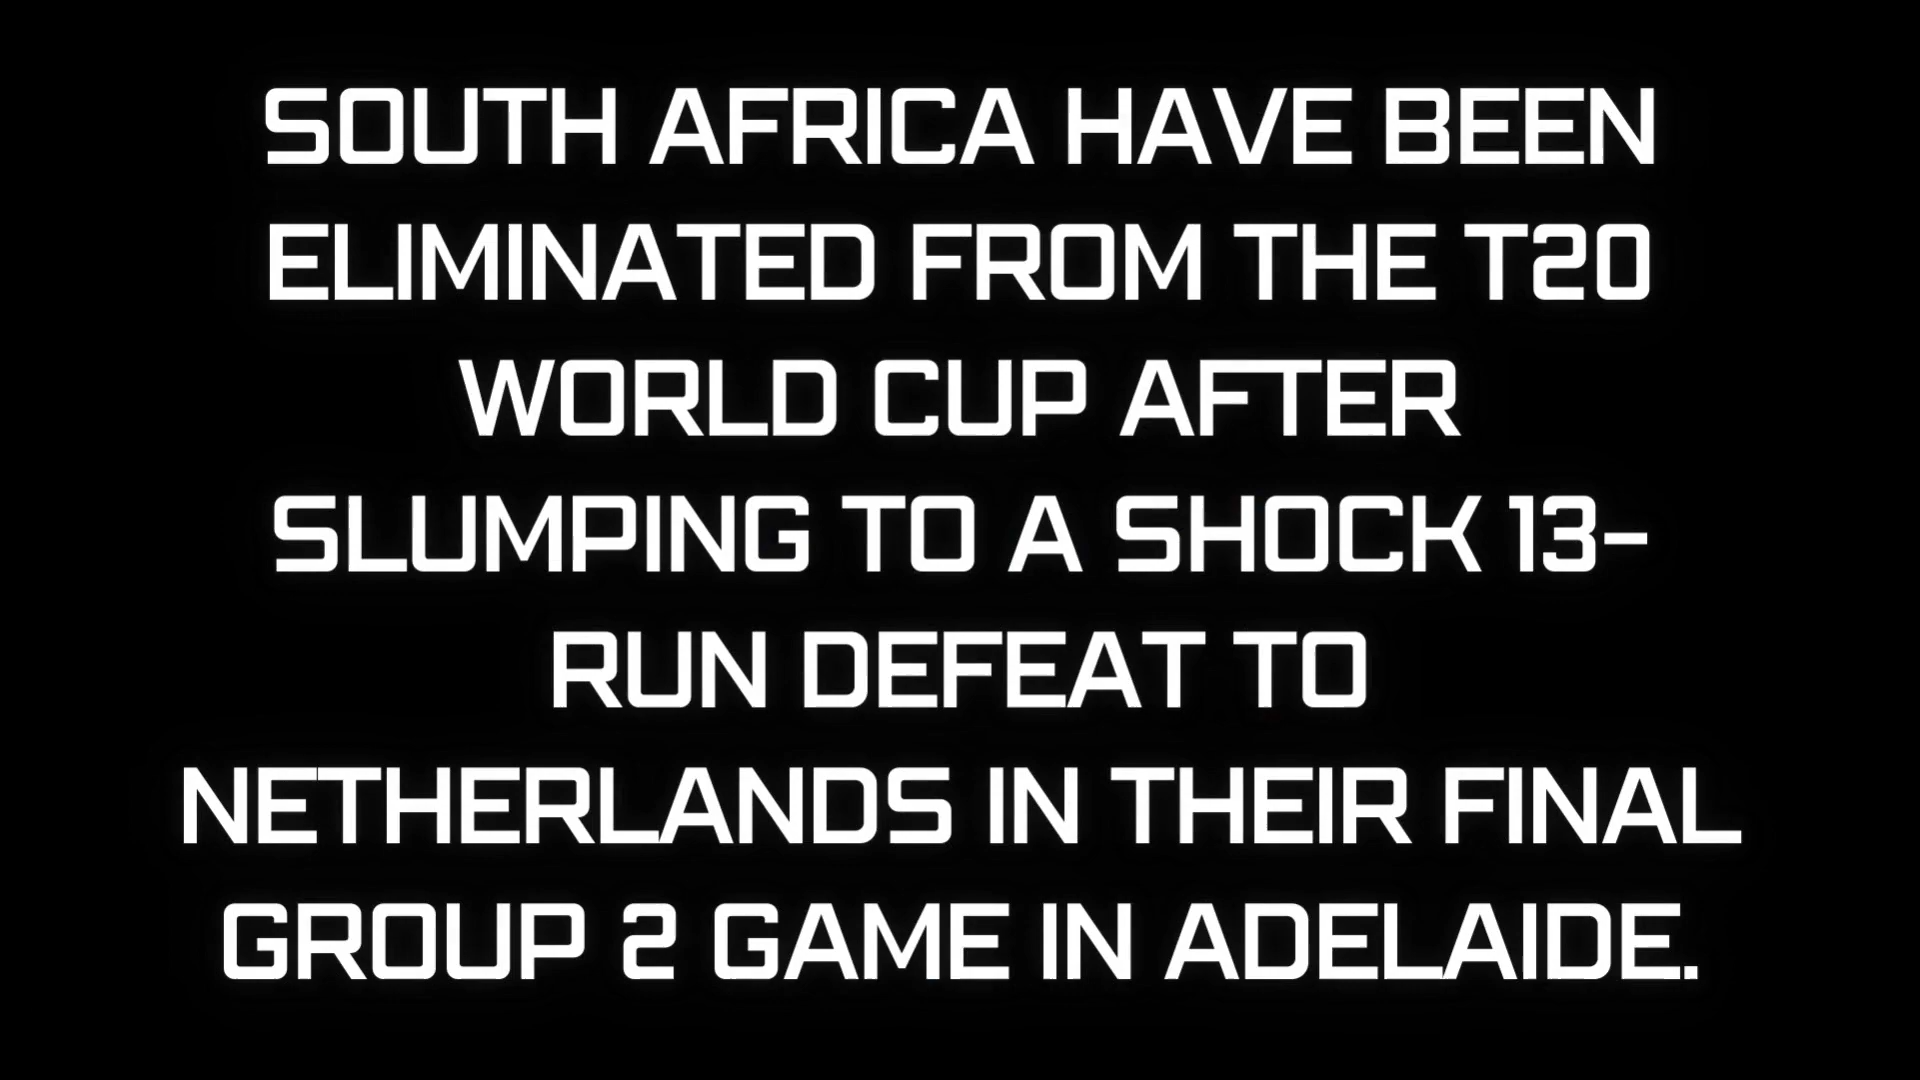 SOUTH AFRICA HAVE BEEN
ELIMINATED FROM THE T20
WORLD CUP AFTER
SLUMPING TO A SHOCK 13-
RUN DEFEAT TO
NETHERLANDS IN THEIR FINAL
GROUP 2 GAME IN ADELAIDE.